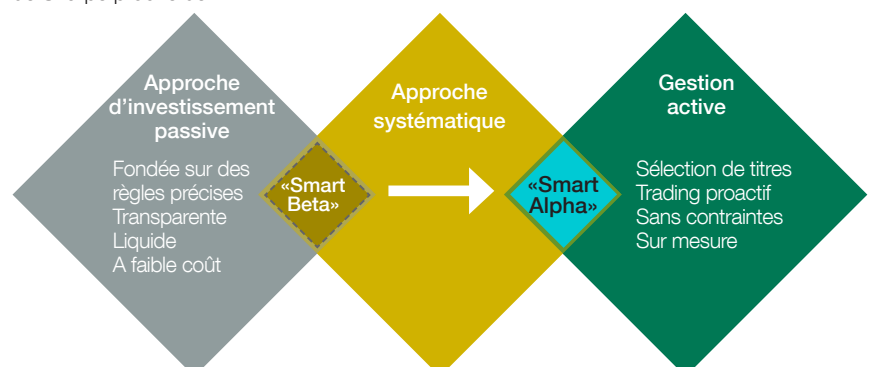 Approche
d'investissement
passive
Fondée sur des
règles précises
Transparente
Liquide
A faible coût
«Smart
Beta»
Approche
systématique
«Smart
Alpha»
Gestion
active
Sélection de titres
Trading proactif
Sans contraintes
Sur mesure